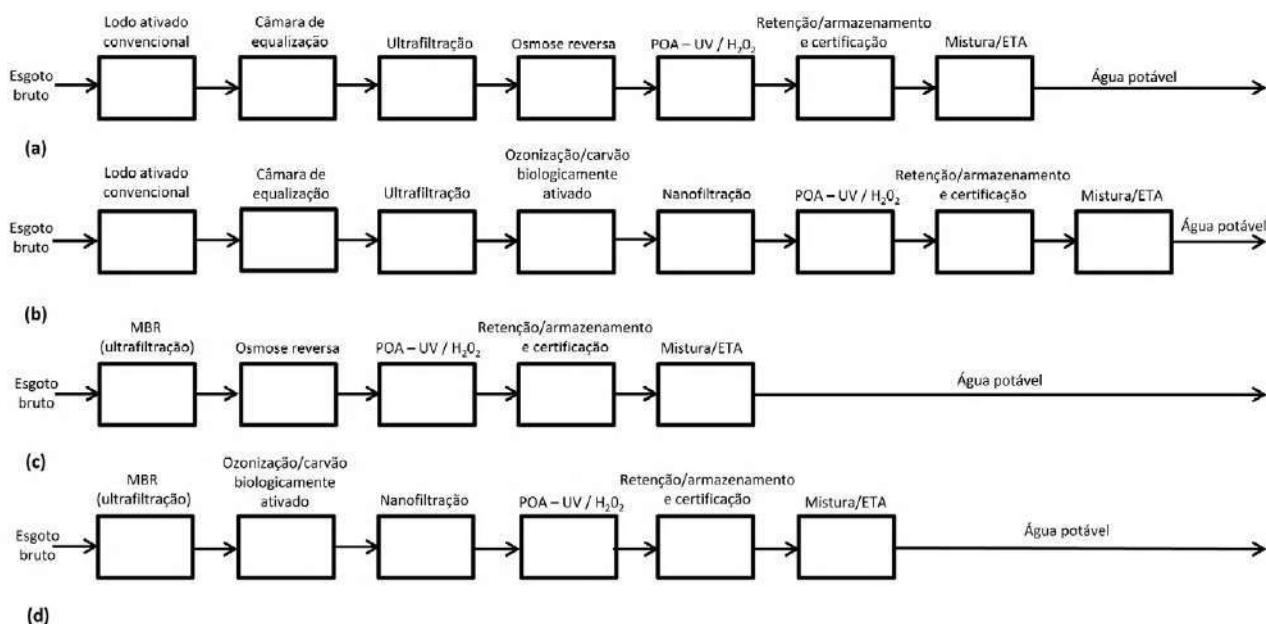 Lodo ativado
convencional
Câmara de
equalização
Ultrafiltração
Osmose reversa
POA – UV / H₂0₂
Retenção/armazenamento
e certificação
Mistura/ETA
Esgoto
bruto
Água potável
(a)
Lodo ativado
convencional
Câmara de
equalização
Ultrafiltração
Ozonização/carvão
biologicamente
ativado
Nanofiltração
POA – UV / H₂0₂
Retenção/armazenamento
e certificação
Mistura/ETA
Esgoto
bruto
Água potável
(b)
MBR
(ultrafiltração)
Osmose reversa
POA – UV / H₂0₂
Retenção/armazenamento
e certificação
Mistura/ETA
Esgoto
bruto
Água potável
(c)
MBR
(ultrafiltração)
Ozonização/carvão
biologicamente
ativado
Nanofiltração
POA – UV / H₂0₂
Retenção/armazenamento
e certificação
Mistura/ETA
Esgoto
bruto
Água potável
(d)